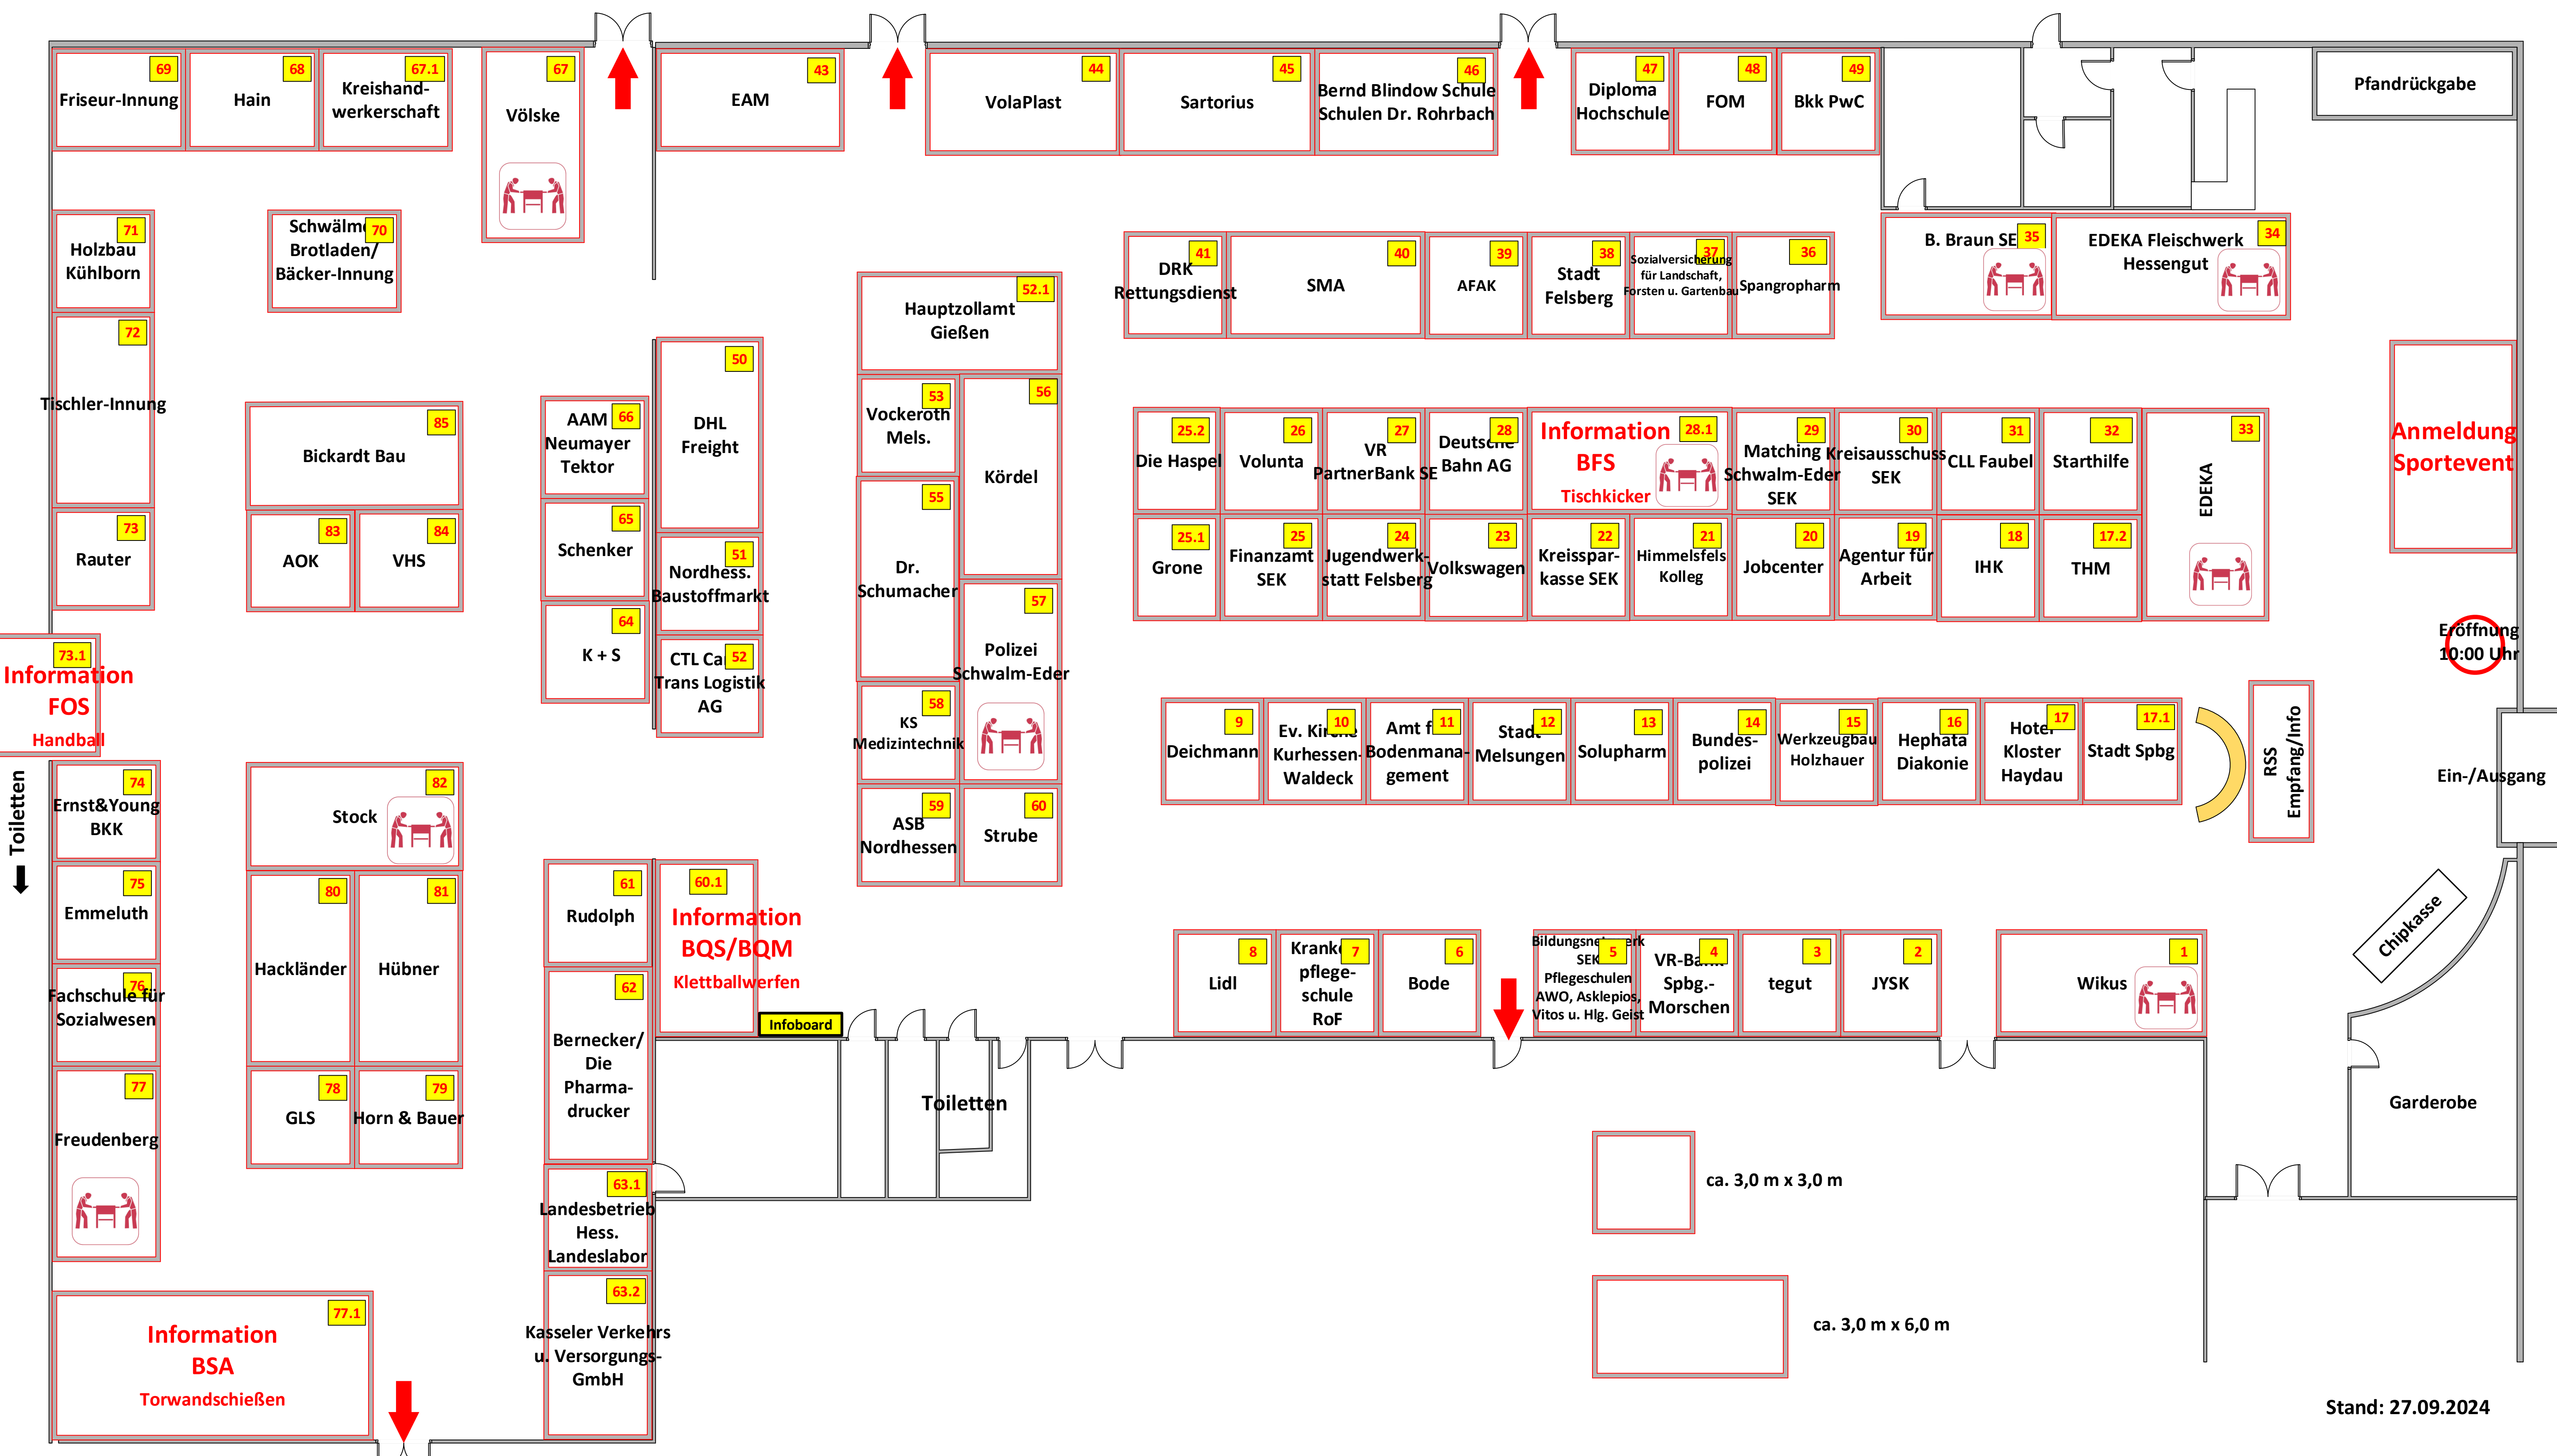 69
Friseur-Innung
68
Hain
67.1
Kreishand-
werkerschaft
67
Völske
43
EAM
44
VolaPlast
45
Sartorius
46
Bernd Blindow Schule
Schulen Dr. Rohrbach
47
Diploma
Hochschule
48
FOM
49
Bkk PwC
Pfandrückgabe
71
Holzbau
Kühlborn
70
Brotladen/
Bäcker-Innung
72
Tischler-Innung
73
Rauter
85
Bickardt Bau
83
AOK
84
VHS
66
AAM
Neumayer
Tektor
65
Schenker
64
K + S
50
DHL
Freight
51
Nordhess.
Baustoffmarkt
52
CTL
Trans Logistik
AG
52.1
Hauptzollamt
Gießen
53
Vockeroth
Mels.
56
Kördel
55
Dr.
Schumacher
57
Polizei
Schwalm-Eder
58
KS
Medizintechnik
59
ASB
Nordhessen
60
Strube
41
DRK
Rettungsdienst
40
SMA
39
AFAK
38
Stadt
Felsberg
37
Sozialversicherung
für Landschaft,
Forsten u. Gartenbau
36
Spangropharm
35
B. Braun SE
34
EDEKA Fleischwerk
Hessengut
Anmeldung
Sportevent
25.2
Die Haspel
26
Volunta
27
VR
PartnerBank SE
28
Deutsche
Bahn AG
28.1
Information
BFS
Tischkicker
29
Matching
Schwalm-Eder
SEK
30
Kreisausschuss
SEK
31
CLL Faubel
32
Starthilfe
33
EDEKA
25.1
Grone
25
Finanzamt
SEK
24
Jugendwerk-
statt Felsberg
23
Volkswagen
22
Kreisspar-
kasse SEK
21
Himmelsfels
Kolleg
20
Jobcenter
19
Agentur für
Arbeit
18
IHK
17.2
THM
Eröffnung
10:00 Uhr
73.1
Information
FOS
Handball
Toiletten
9
Deichmann
10
Ev. Kirche
Kurhessen-
Waldeck
11
Amt f.
Bodenmana-
gement
12
Stadt
Melsungen
13
Solupharm
14
Bundes-
polizei
15
Werkzeugbau
Holzhauer
16
Hephata
Diakonie
17
Hotel
Kloster
Haydau
17.1
Stadt Spbg
RSS
Empfang/Info
Ein-/Ausgang
74
Ernst&Young
BKK
75
Emmeluth
76
Fachschule für
Sozialwesen
77
Freudenberg
82
Stock
80
Hackländer
81
Hübner
78
GLS
79
Horn & Bauer
61
Rudolph
60.1
Information
BQS/BQM
Klettballwerfen
Infoboard
62
Bernecker/
Die
Pharma-
drucker
63.1
Landesbetrieb
Hess.
Landeslabor
63.2
Kasseler Verkehrs
u. Versorgungs-
GmbH
77.1
Information
BSA
Torwandschießen
Toiletten
8
Lidl
7
pflege-
schule
RoF
6
Bode
5
Bildungsnetzwerk
SEK
Pflegeschulen
AWO, Asklepios,
Vitos u. Hlg. Geist
4
VR-Bank
Spbg.-
Morschen
3
tegut
2
JYSK
1
Wikus
Chipkasse
Garderobe
ca. 3,0 m x 3,0 m
ca. 3,0 m x 6,0 m
Stand: 27.09.2024